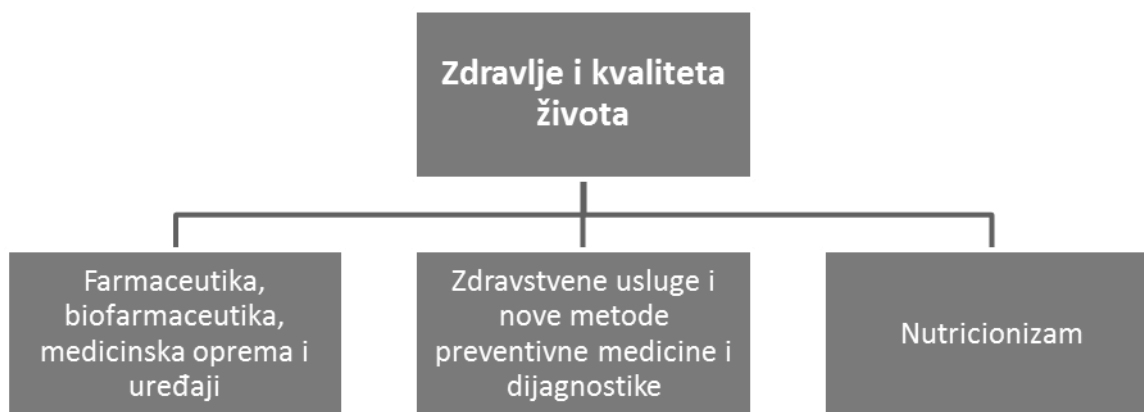 Zdravlje i kvaliteta
života
Farmaceutika,
biofarmaceutika,
medicinska oprema i
uređaji
Zdravstvene usluge i
nove metode
preventivne medicine i
dijagnostike
Nutricionizam